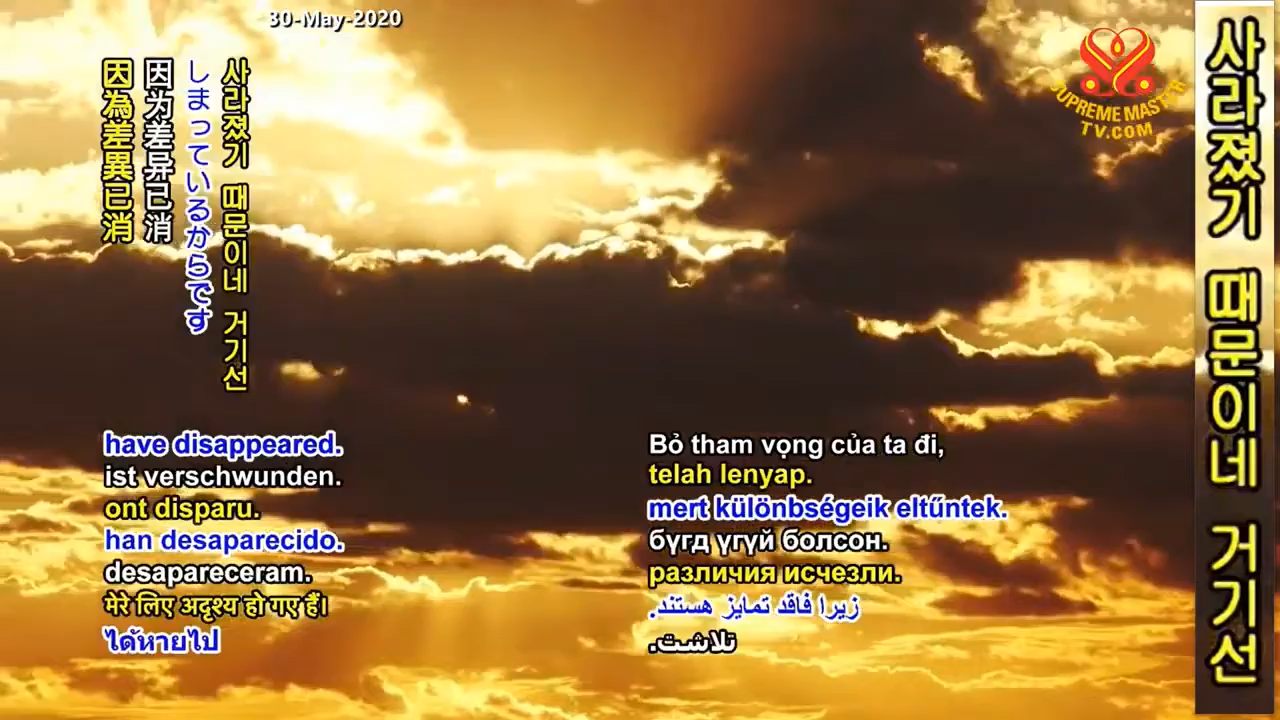 30-May-2020
SUPREME MASTER
TV.COM
사라졌기 때문이네 거기선
しまっているからです
因为差异已消
因為差異已消
have disappeared.
ist verschwunden.
ont disparu.
han desaparecido.
desapareceram.
मेरे लिए अदृश्य हो गए हैं।
ได้หายไป
Bỏ tham vọng của ta đi,
telah lenyap.
mert különbségeik eltűntek.
бүгд үгүй болсон.
различия исчезли.
زیرا فاقد تمایز هستند.
تلاشت.
사라졌기 때문이네 거기선